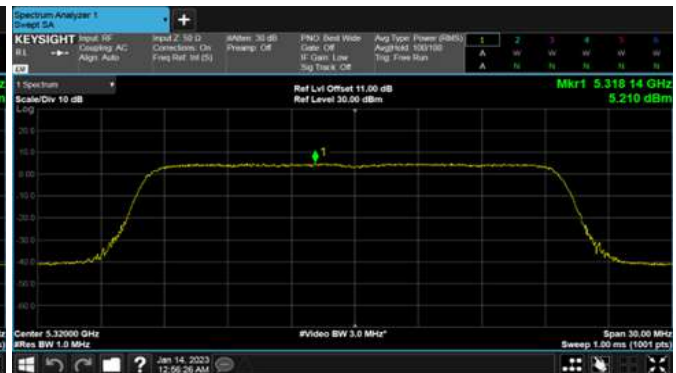 Spectrum Analyzer 1
Swept SA
+
KEYSIGHT Input: RF Input Z: 50 Ω #Atten: 30 dB PNO: Best Wide Avg Type: Power (RMS) 1 2 3 4 5 6
Coupling: AC Corrections: On Preamp: Off Gate: Off Avg|Hold: 100/100 A W W W W W
Align: Auto Freq Ref: Int (S) IF Gain: Low Trig: Free Run
Sig Track: Off A N N N N N
1 Spectrum
Ref Lvl Offset 11.00 dB Mkr1 5.318 14 GHz
Scale/Div 10 dB Ref Level 30.00 dBm 5.210 dBm
Log
20.0
1
0.00
-10.0
-20.0
-40.0
-50.0
-60.0
Center 5.32000 GHz #Video BW 3.0 MHz* Span 30.00 MHz
#Res BW 1.0 MHz Sweep 1.00 ms (1001 pts)
? Jan 14, 2023
12:56:26 AM